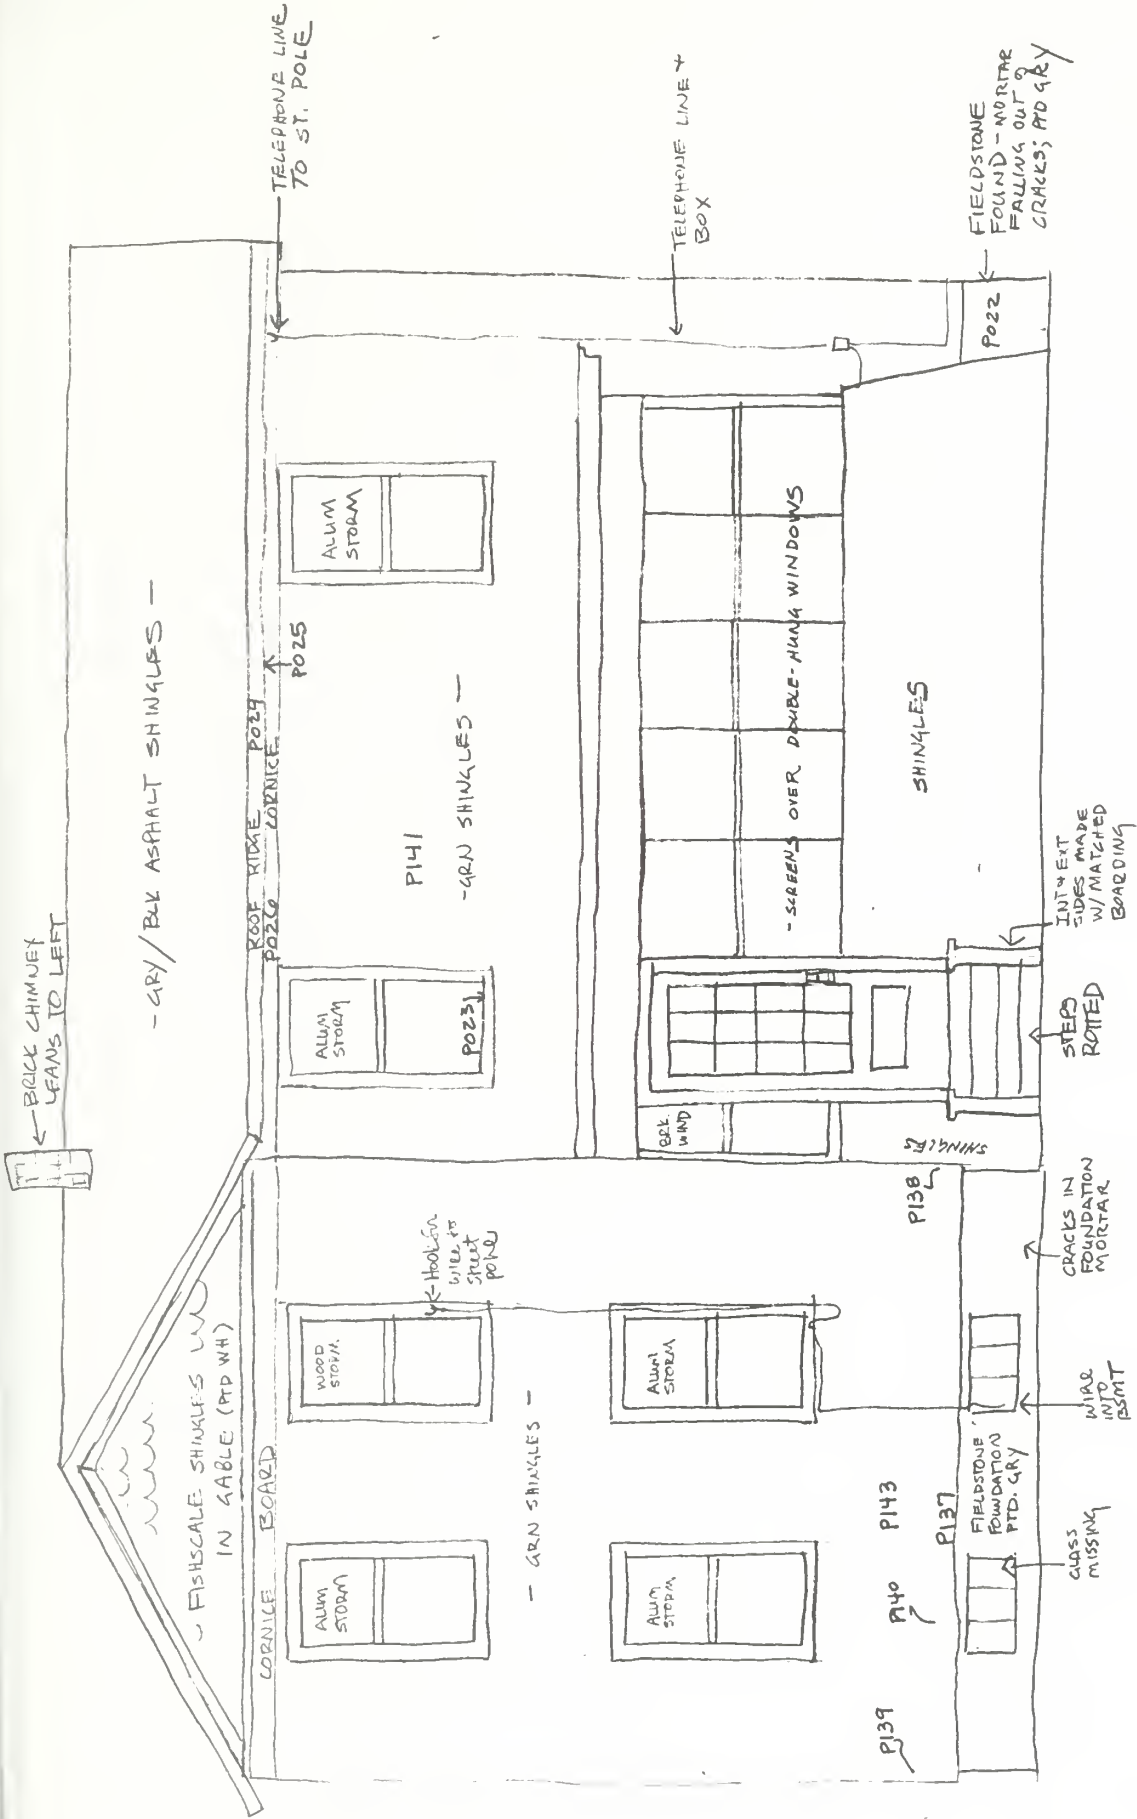 ←BRICK CHIMNEY
LEANS TO LEFT
- GRY/BLK ASPHALT SHINGLES -
TELEPHONE LINE
TO ST. POLE
~ FISHSCALE SHINGLES
IN GABLE (PTD WH)
CORNICE BOARD
ROOF RIDGE P029
P026 CORNICE
P025
ALUM
STORM
WOOD
STORM
ALUM
STORM
ALUM
STORM
←Hook for
wire to
street
pole
P023
P141
-GRN SHINGLES -
- GRN SHINGLES -
TELEPHONE LINE +
BOX
ALUM
STORM
ALUM
STORM
BRK
WIND
- SCREENS OVER DOUBLE-HUNG WINDOWS
SHINGLES
SHINGLES
P139
P140
P143
P137
P138
P022
FIELDSTONE
FOUND - MORTAR
FALLING OUT OF
CRACKS; PTD GRY
FIELDSTONE
FOUNDATION
PTD. GRY
GLASS
MISSING
WIRE
INTO
BSMT
CRACKS IN
FOUNDATION
MORTAR
STEPS
ROTTED
INT + EXT
SIDES MADE
W/ MATCHED
BOARDING